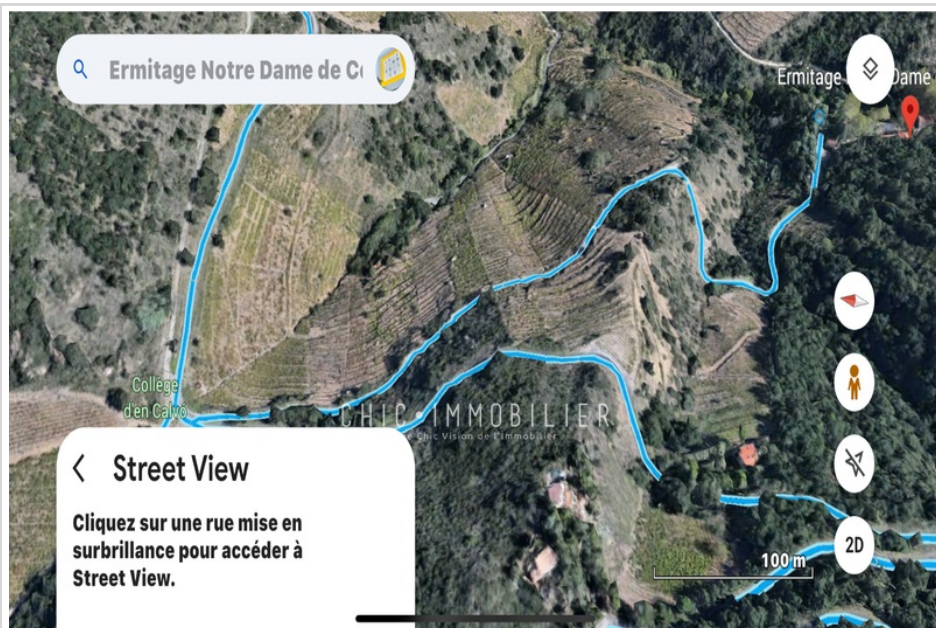 Ermitage Notre Dame de C
Ermitage
Dame
Collège
d'en Calvo
CHIC•IMMOBILIER
Chic Vision de l'Immobilier
Street View
Cliquez sur une rue mise en
surbrillance pour accéder à
Street View.
100 m
2D